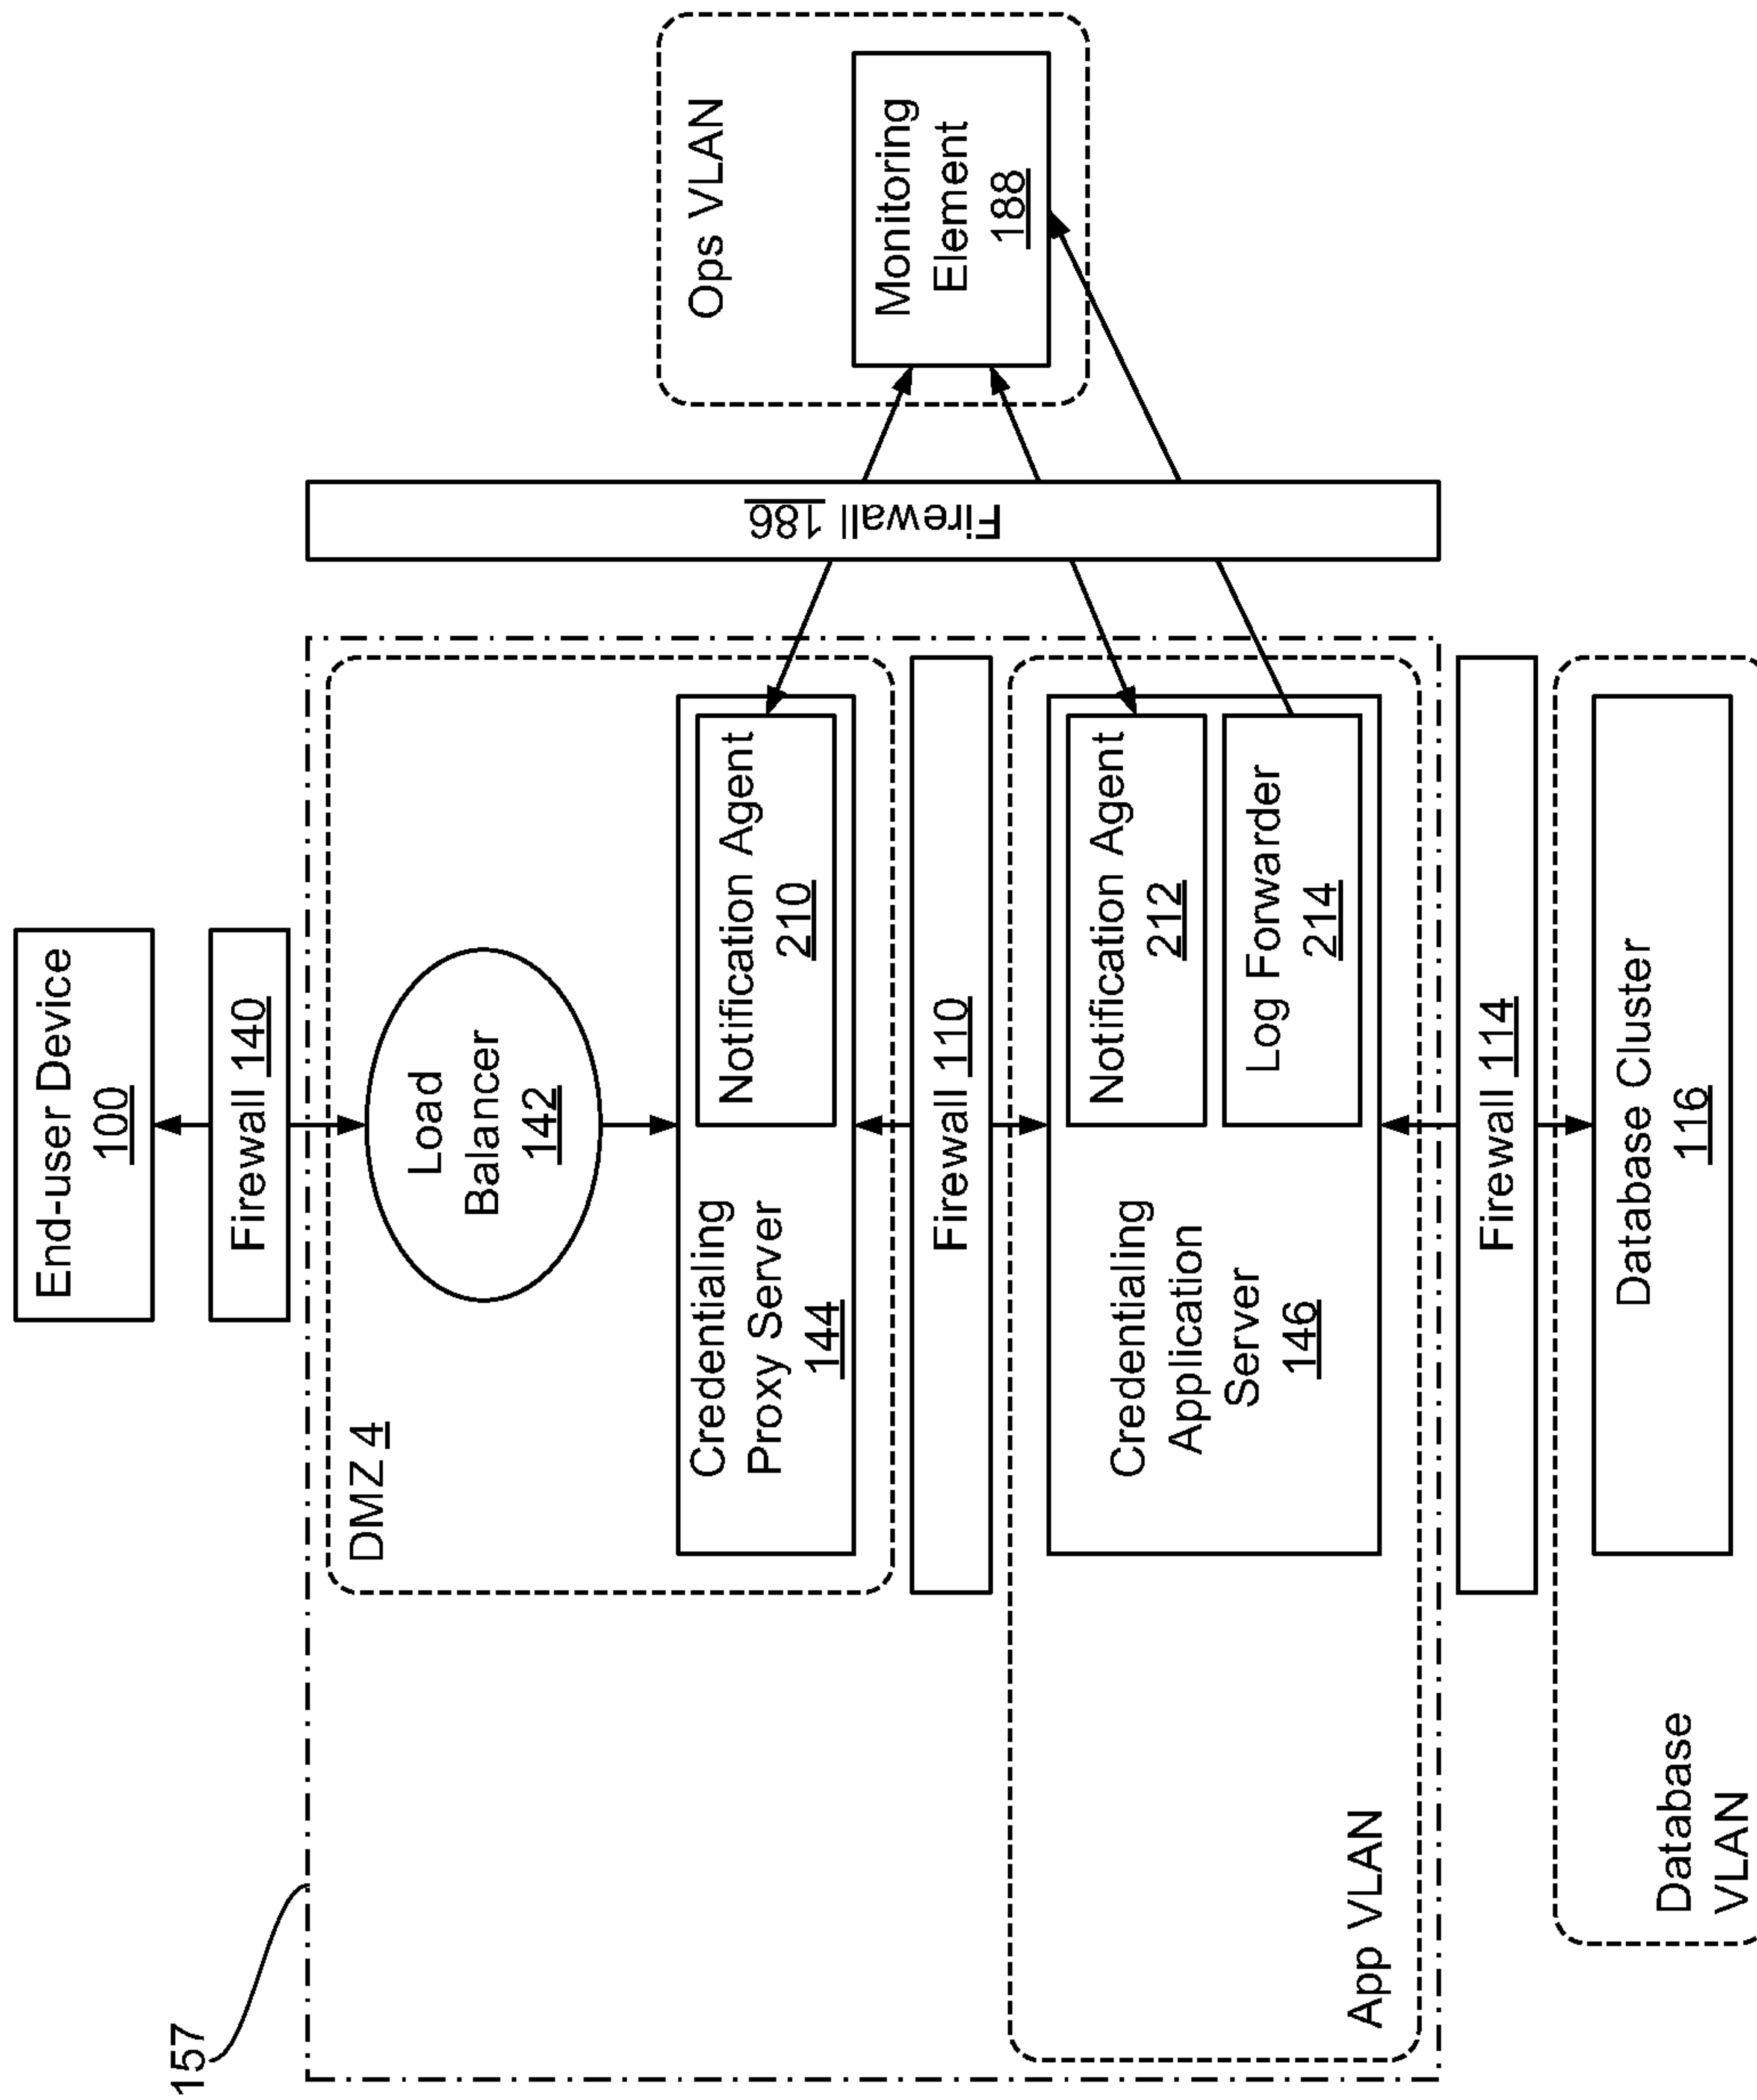 157
End-user Device
100
Firewall 140
DMZ 4
Load
Balancer
142
Credentialing
Proxy Server
144
Notification Agent
210
Firewall 110
App VLAN
Credentialing
Application
Server
146
Notification Agent
212
Log Forwarder
214
Firewall 114
Database
VLAN
Database Cluster
116
Firewall 186
Ops VLAN
Monitoring
Element
188